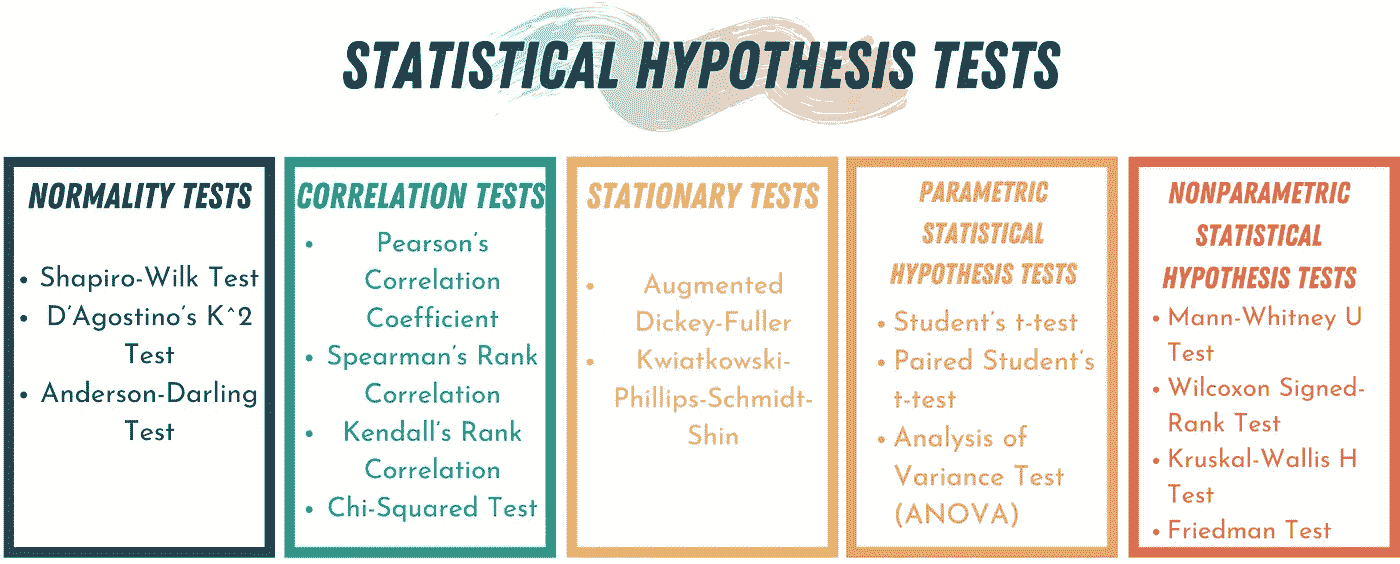 STATISTICAL HYPOTHESIS TESTS
NORMALITY TESTS
• Shapiro-Wilk Test
• D'Agostino's K^2
Test
• Anderson-Darling
Test
CORRELATION TESTS
• Pearson's
Correlation
Coefficient
• Spearman's Rank
Correlation
• Kendall's Rank
Correlation
• Chi-Squared Test
STATIONARY TESTS
• Augmented
Dickey-Fuller
• Kwiatkowski-
Phillips-Schmidt-
Shin
PARAMETRIC
STATISTICAL
HYPOTHESIS TESTS
• Student's t-test
• Paired Student's
t-test
• Analysis of
Variance Test
(ANOVA)
NONPARAMETRIC
STATISTICAL
HYPOTHESIS TESTS
• Mann-Whitney U
Test
• Wilcoxon Signed-
Rank Test
• Kruskal-Wallis H
Test
• Friedman Test